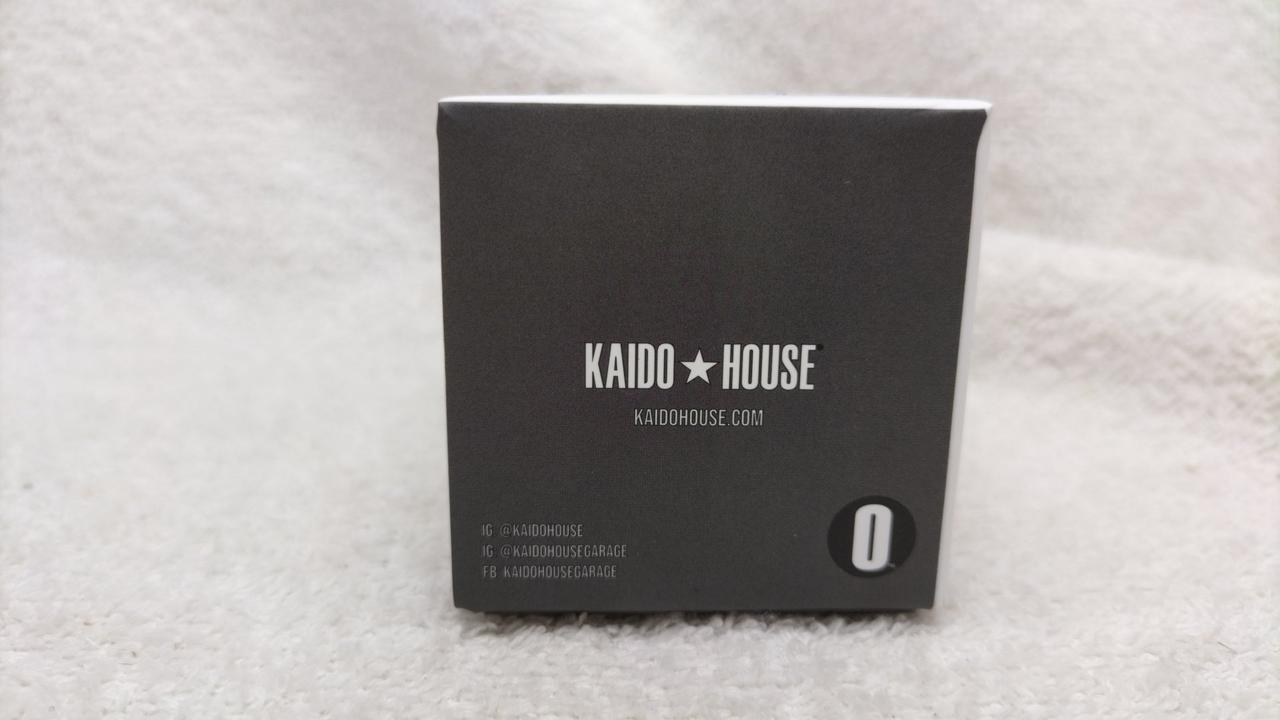 KAIDO★HOUSE
KAIDOHOUSE.COM
IG @KAIDOHOUSE
IG @KAIDOHOUSEGARAGE
FB KAIDOHOUSEGARAGE
0